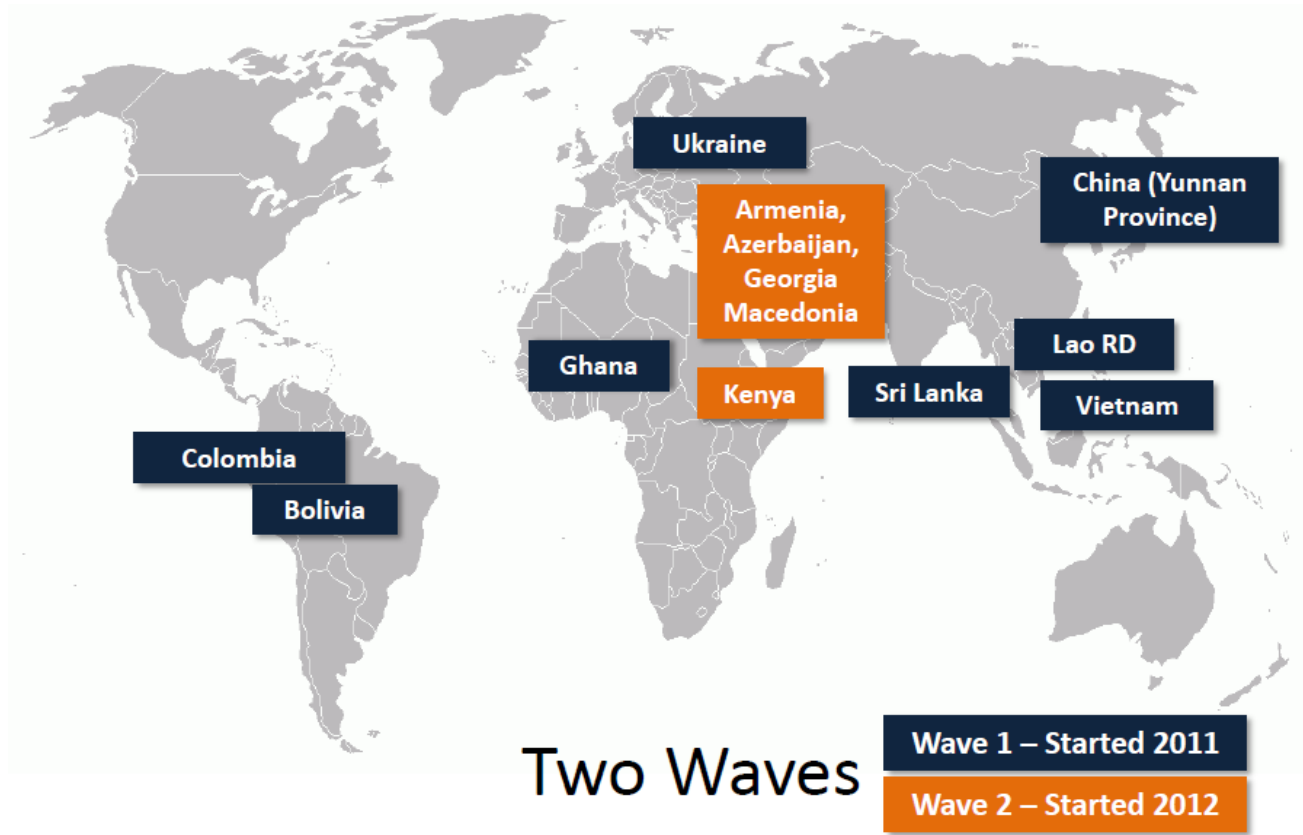 Ukraine
China (Yunnan
Province)
Armenia,
Azerbaijan,
Georgia
Macedonia
Lao RD
Ghana
Kenya
Sri Lanka
Vietnam
Colombia
Bolivia
Two Waves
Wave 1 – Started 2011
Wave 2 – Started 2012